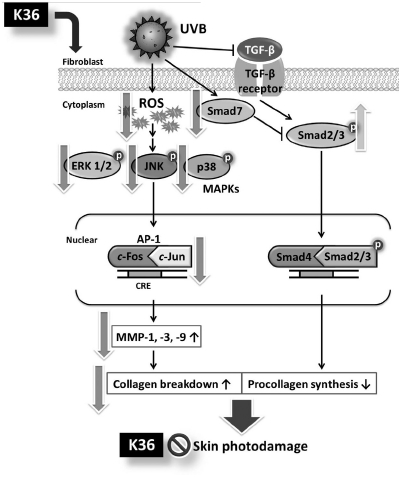 K36
UVB
TGF-β
Fibroblast
TGF-β
receptor
Cytoplasm
ROS
Smad7
Smad2/3
P
ERK 1/2
P
JNK
P
p38
P
MAPKs
Nuclear
AP-1
c-Fos
c-Jun
Smad4
Smad2/3
P
CRE
MMP-1, -3, -9 ↑
Collagen breakdown ↑
Procollagen synthesis ↓
K36
Skin photodamage